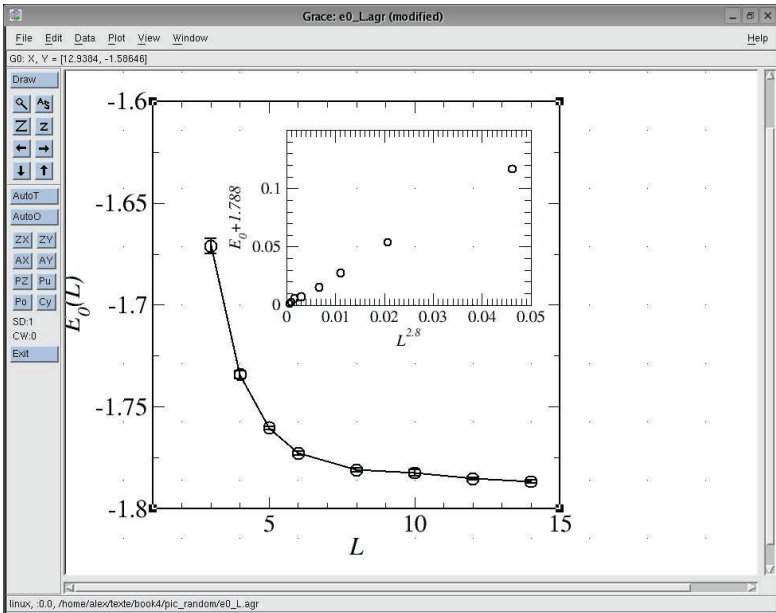 Grace: e0_L.agr (modified)
File Edit Data Plot View Window Help
G0: X, Y = [12.9384, -1.58646]
Draw
A S
Z z
AutoT
AutoO
ZX ZY
AX AY
PZ Pu
Po Cy
SD:1
CW:0
Exit
-1.6
-1.65
-1.7
-1.75
-1.8
E0(L)
5 10 15
L
0.1
0.05
0
E0+1.788
0 0.01 0.02 0.03 0.04 0.05
L^2.8
linux, :0.0, /home/alex/texte/book4/pic_random/e0_L.agr